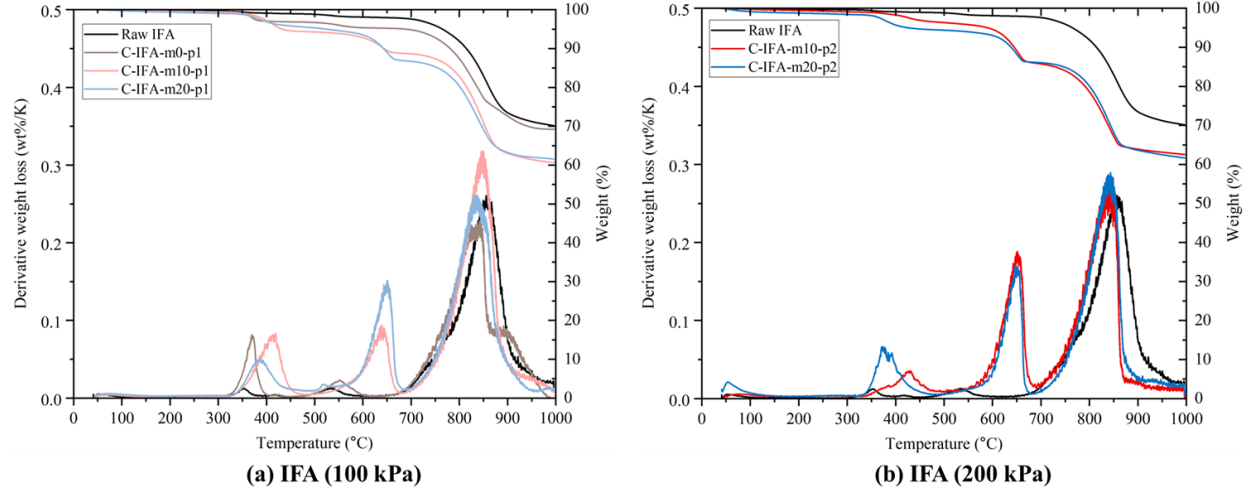 0.5
0.4
0.3
0.2
0.1
0.0
Derivative weight loss (wt%/K)
Raw IFA
C-IFA-m0-p1
C-IFA-m10-p1
C-IFA-m20-p1
100
90
80
70
60
50
40
30
20
10
0
Weight (%)
0 100 200 300 400 500 600 700 800 900 1000
Temperature (°C)
(a) IFA (100 kPa)
0.5
0.4
0.3
0.2
0.1
0.0
Derivative weight loss (wt%/K)
Raw IFA
C-IFA-m10-p2
C-IFA-m20-p2
100
90
80
70
60
50
40
30
20
10
0
Weight (%)
0 100 200 300 400 500 600 700 800 900 1000
Temperature (°C)
(b) IFA (200 kPa)